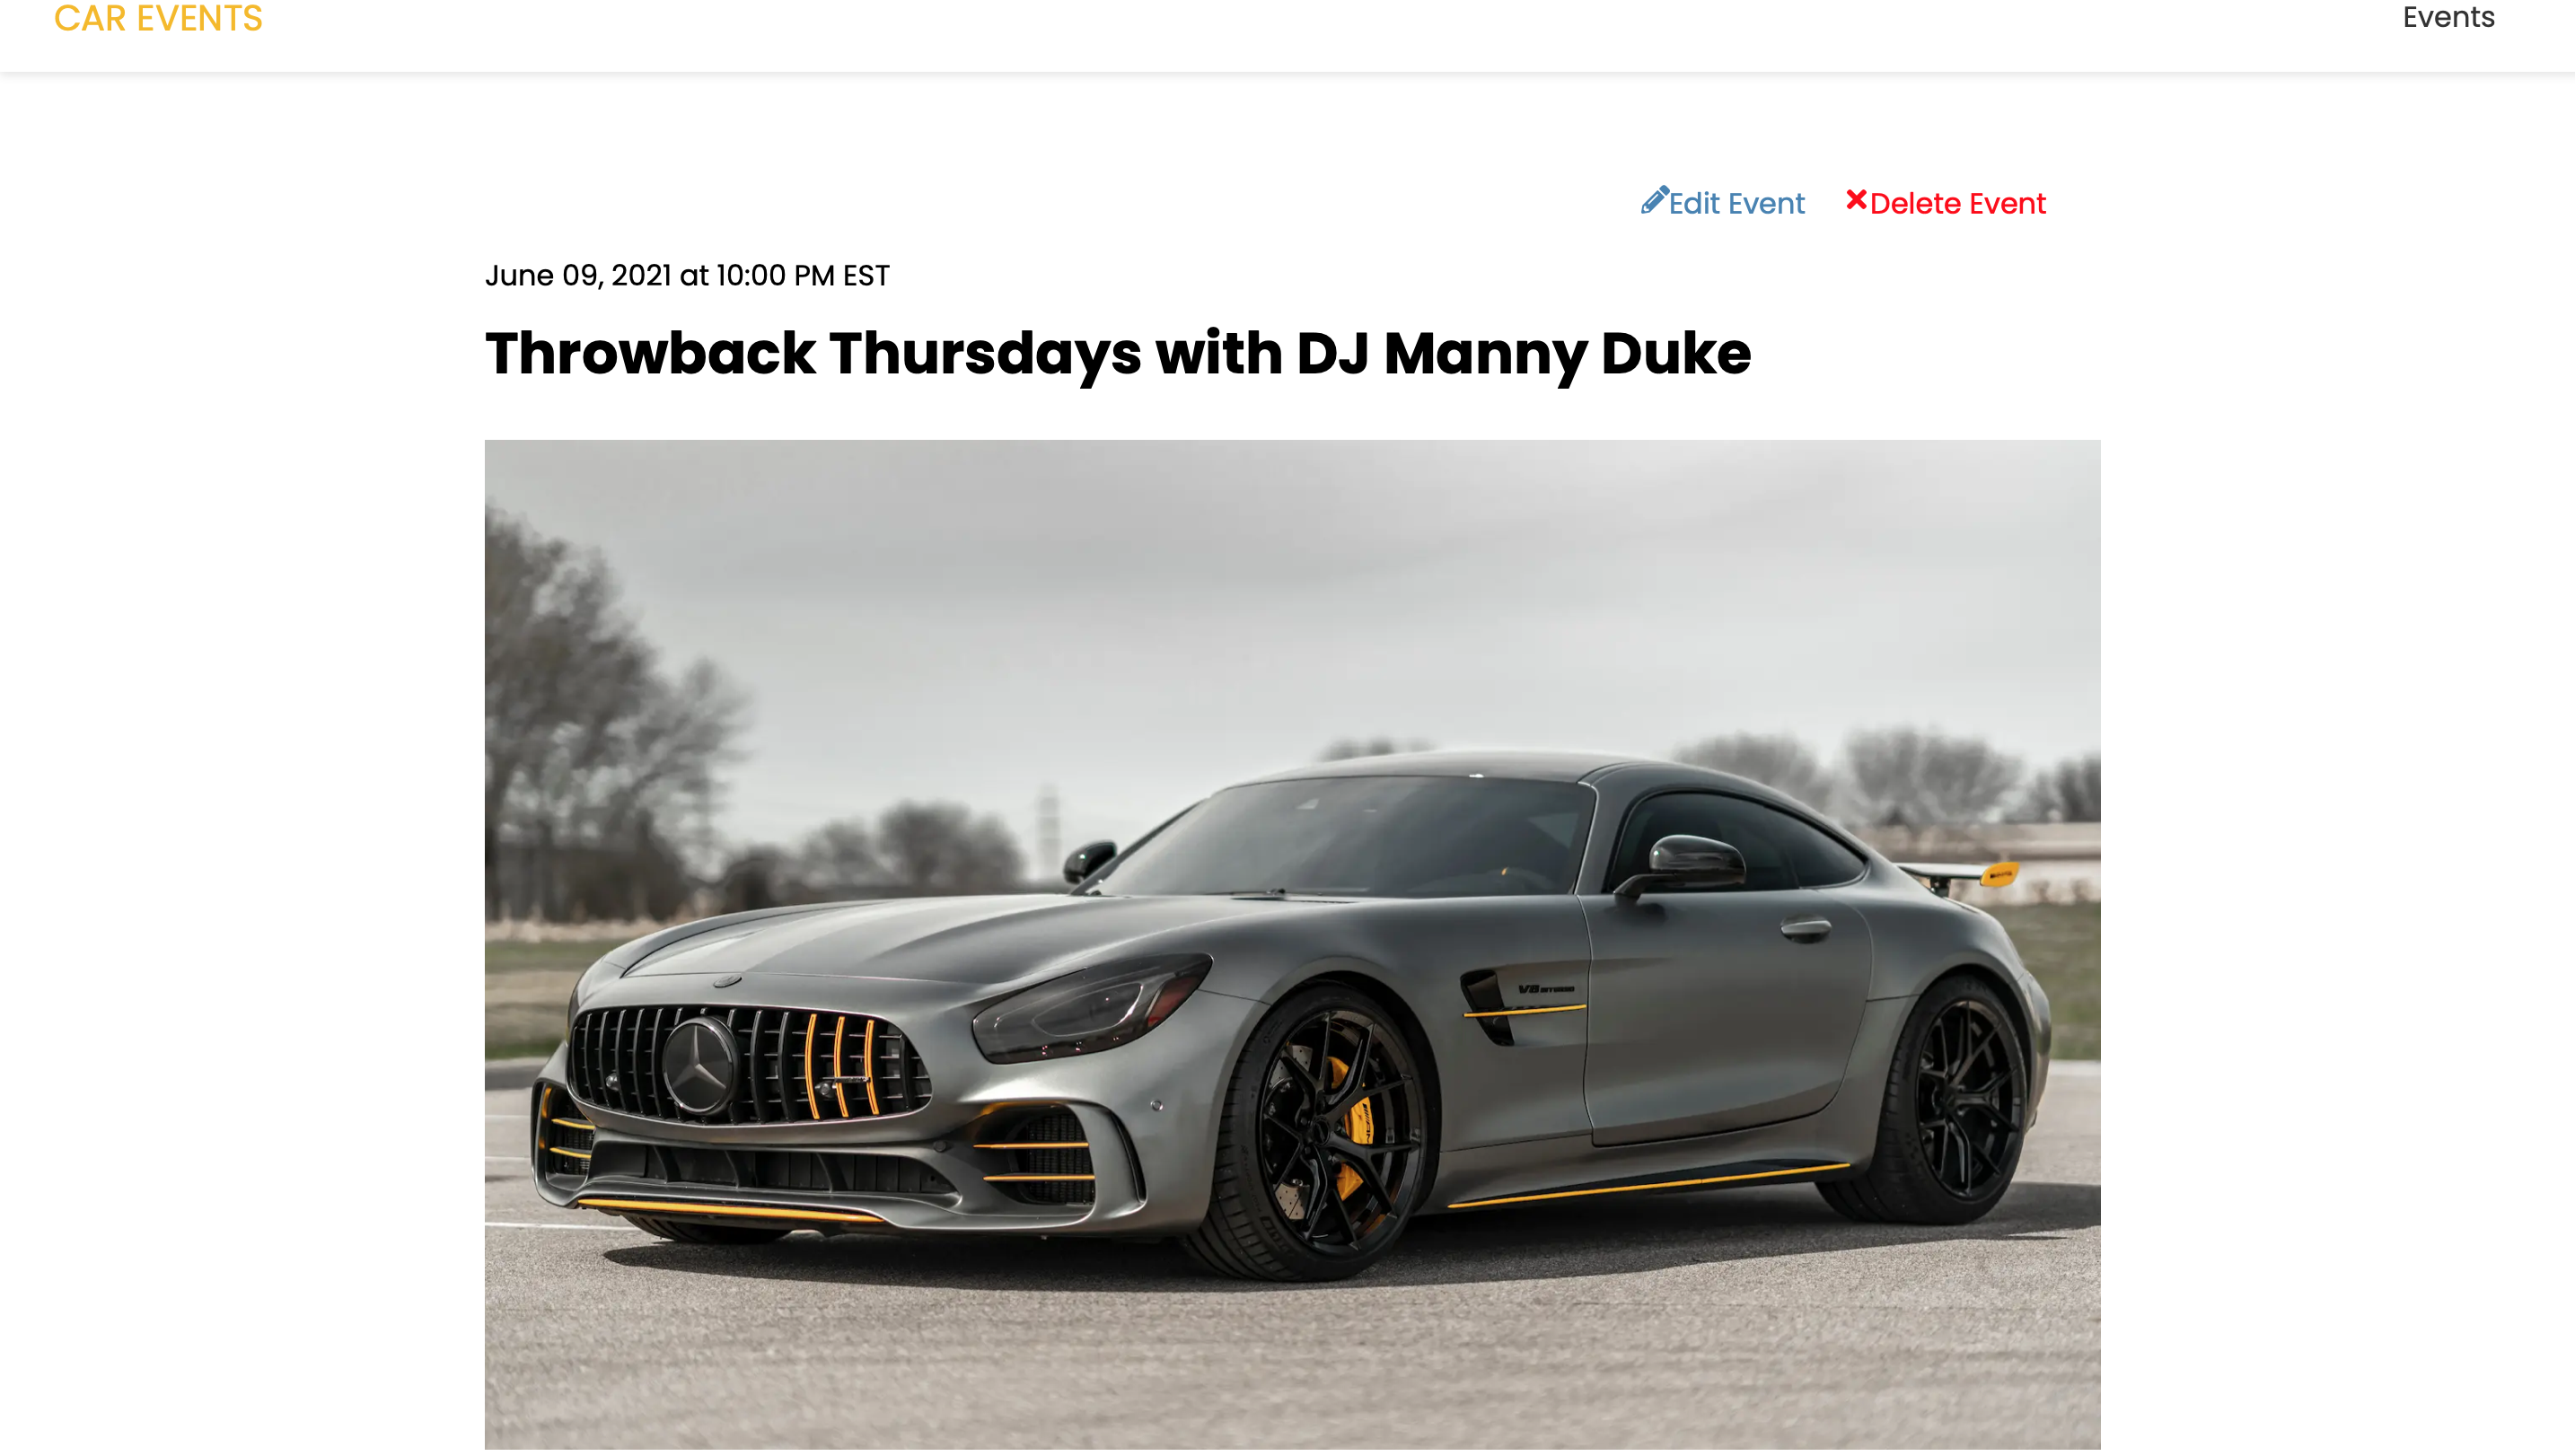 CAR EVENTS
Events
Edit Event
Delete Event
June 09, 2021 at 10:00 PM EST
Throwback Thursdays with DJ Manny Duke
V8 BITURBO